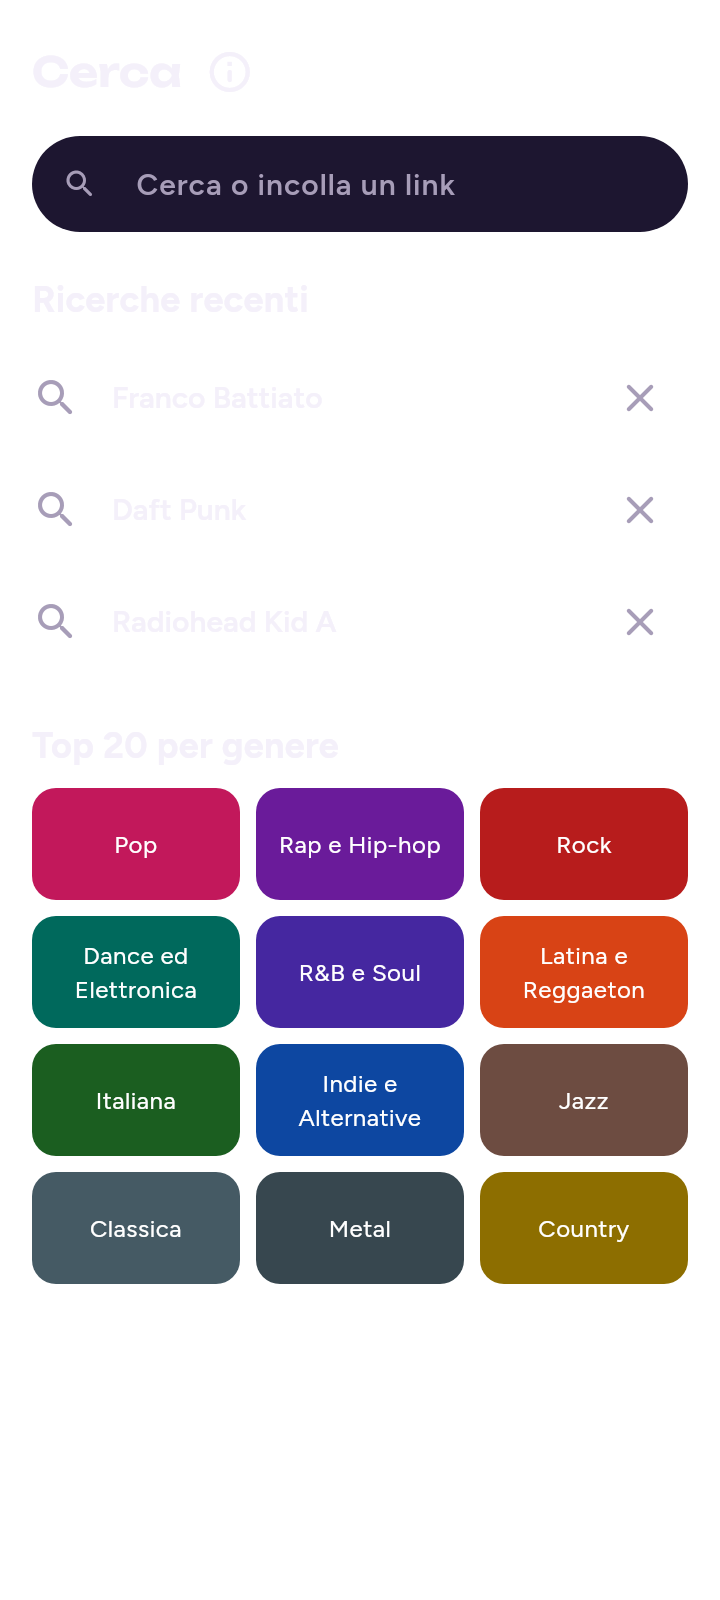 Cerca
Cerca o incolla un link
Ricerche recenti
Franco Battiato
Daft Punk
Radiohead Kid A
Top 20 per genere
Pop
Rap e Hip-hop
Rock
Dance ed
Elettronica
R&B e Soul
Latina e
Reggaeton
Italiana
Indie e
Alternative
Jazz
Classica
Metal
Country